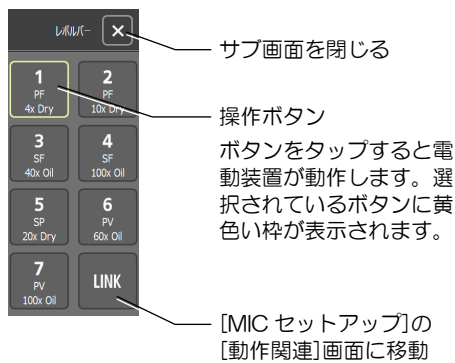 レボルバー ×
サブ画面を閉じる
1
PF
4x Dry
2
PF
10x Dry
操作ボタン
ボタンをタップすると電
動装置が動作します。選
択されているボタンに黄
色い枠が表示されます。
3
SF
40x Oil
4
SF
100x Oil
5
SP
20x Dry
6
PV
60x Oil
7
PV
100x Oil
LINK
[MIC セットアップ]の
[動作関連]画面に移動